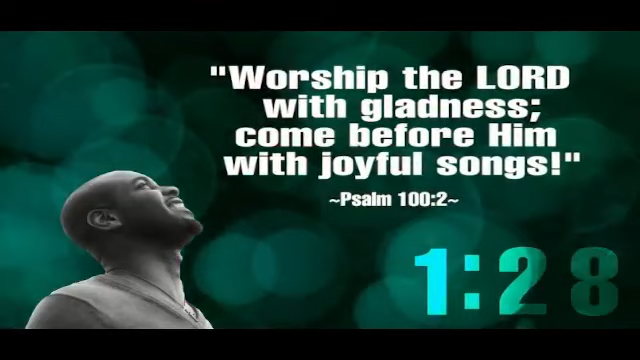 "Worship the LORD
with gladness;
come before Him
with joyful songs!"
~Psalm 100:2~
1:28